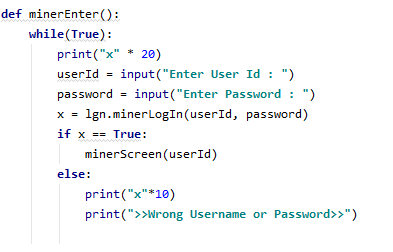 def minerEnter():
    while(True):
        print("x" * 20)
        userId = input("Enter User Id : ")
        password = input("Enter Password : ")
        x = lgn.minerLogIn(userId, password)
        if x == True:
            minerScreen(userId)
        else:
            print("x"*10)
            print(">>Wrong Username or Password>>")